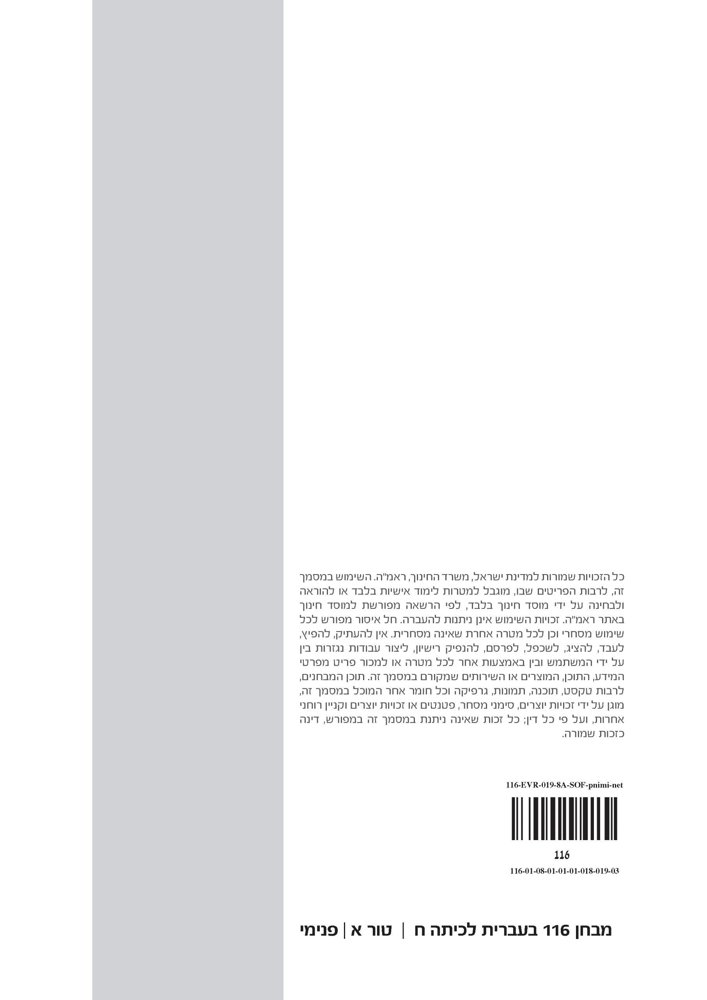 כל הזכויות שמורות למדינת ישראל, משרד החינוך, ראמ"ה. השימוש במסמך
זה, לרבות הפריטים שבו, מוגבל למטרות לימוד אישיות בלבד או להוראה
ולבחינה על ידי מוסד חינוך בלבד, לפי הרשאה מפורשת למוסד חינוך
באתר ראמ"ה. זכויות השימוש אינן ניתנות להעברה. חל איסור מפורש לכל
שימוש מסחרי וכן לכל מטרה אחרת שאינה מסחרית. אין להעתיק, להפיץ,
לעבד, להציג, לשכפל, לפרסם, להנפיק רישיון, ליצור עבודות נגזרות בין
על ידי המשתמש ובין באמצעות אחר לכל מטרה או למכור פריט מפרטי
המידע, התוכן, המוצרים או השירותים שמקורם במסמך זה. תוכן המבחנים,
לרבות טקסט, תוכנה, תמונות, גרפיקה וכל חומר אחר המוכל במסמך זה,
מוגן על ידי זכויות יוצרים, סימני מסחר, פטנטים או זכויות יוצרים וקניין רוחני
אחרות, ועל פי כל דין; כל זכות שאינה ניתנת במסמך זה במפורש, דינה
כזכות שמורה.
116-EVR-019-8A-SOF-pnimi-net
116
116-01-08-01-01-01-018-019-03
מבחן 116 בעברית לכיתה ח | טור א | פנימי